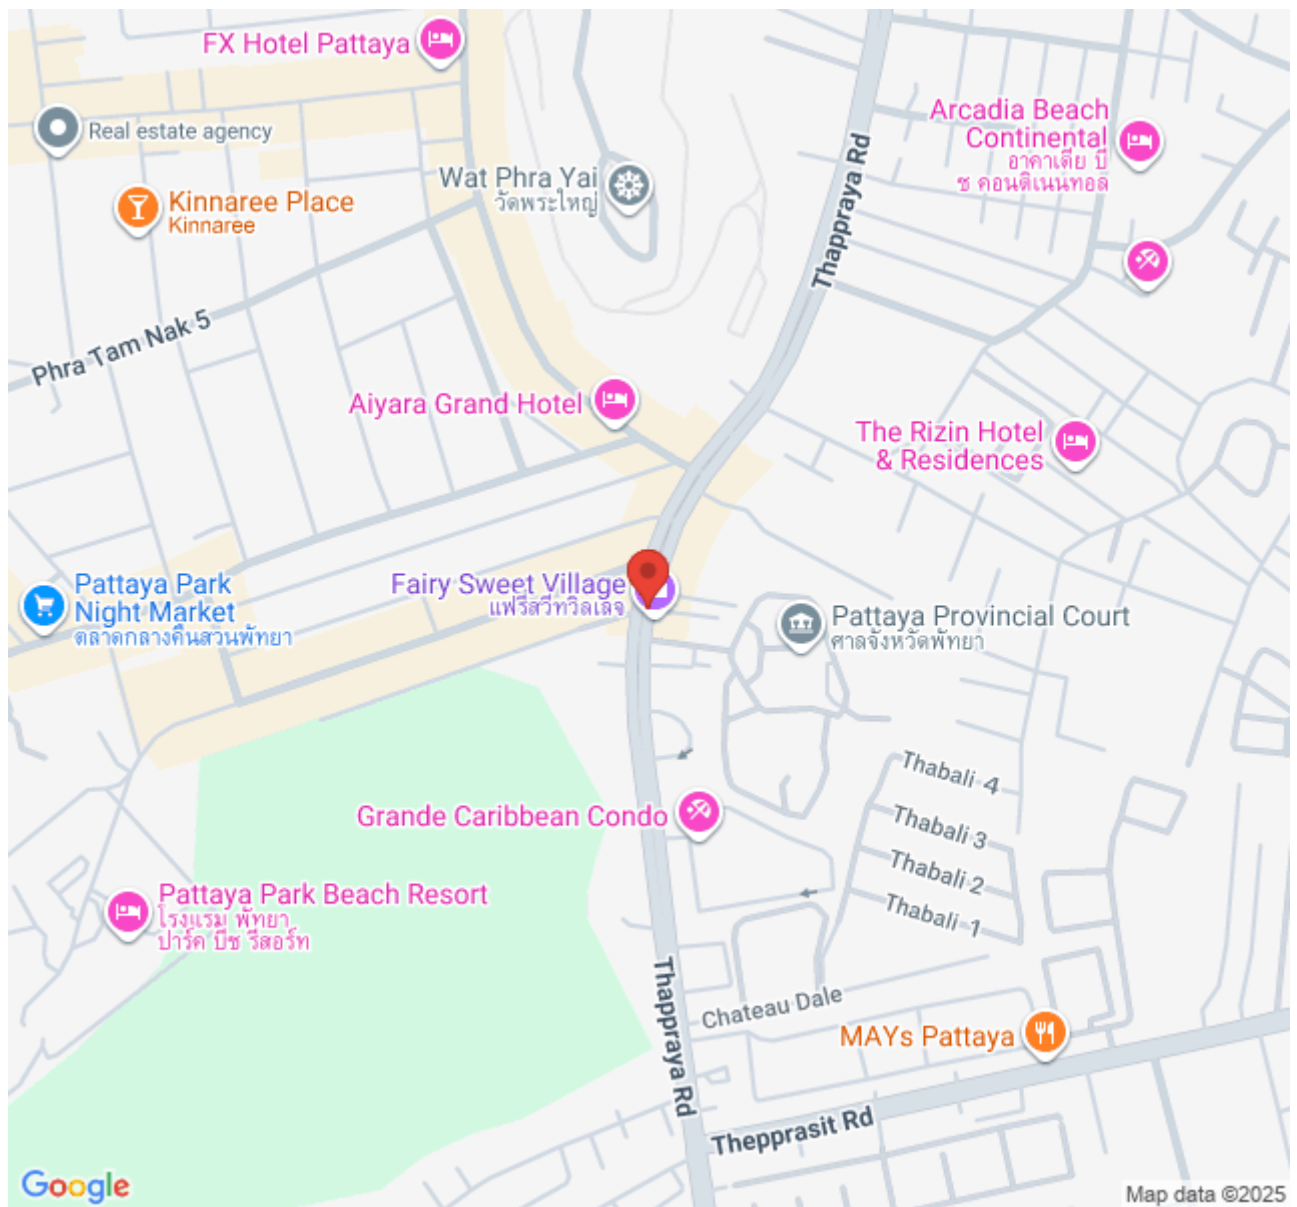 FX Hotel Pattaya
Real estate agency
Kinnaree Place
Kinnaree
Wat Phra Yai
วัดพระใหญ่
Thappraya Rd
Arcadia Beach
Continental
อาคาเดีย บี
ช คอนติเนนทอล
Phra Tam Nak 5
Aiyara Grand Hotel
The Rizin Hotel
& Residences
Pattaya Park
Night Market
ตลาดกลางคืนสวนพัทยา
Fairy Sweet Village
แฟรี่สวีทวิลเลจ
Pattaya Provincial Court
ศาลจังหวัดพัทยา
Thabali 4
Thabali 3
Thabali 2
Thabali 1
Grande Caribbean Condo
Pattaya Park Beach Resort
โรงแรม พัทยา
ปาร์ค บีช รีสอร์ท
Thappraya Rd
Chateau Dale
MAYs Pattaya
Thepprasit Rd
Google
Map data ©2025